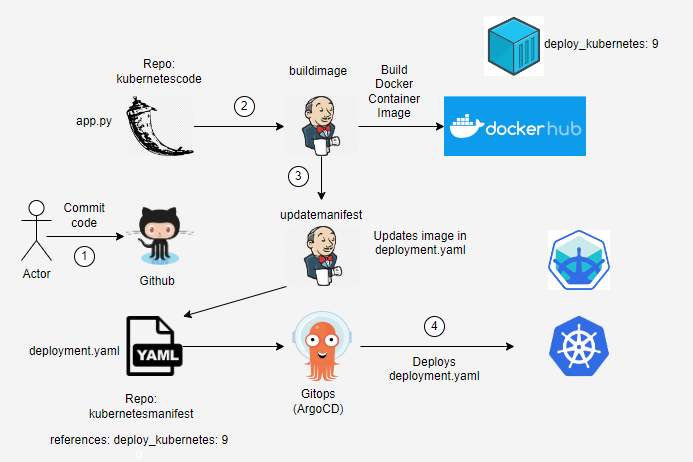 deploy_kubernetes: 9
Repo:
kubernetescode
app.py
2
buildimage
Build
Docker
Container
Image
dockerhub
3
Actor
Commit
code
1
Github
updatemanifest
Updates image in
deployment.yaml
deployment.yaml
YAML
Gitops
(ArgoCD)
4
Deploys
deployment.yaml
Repo:
kubernetesmanifest
references: deploy_kubernetes: 9
0